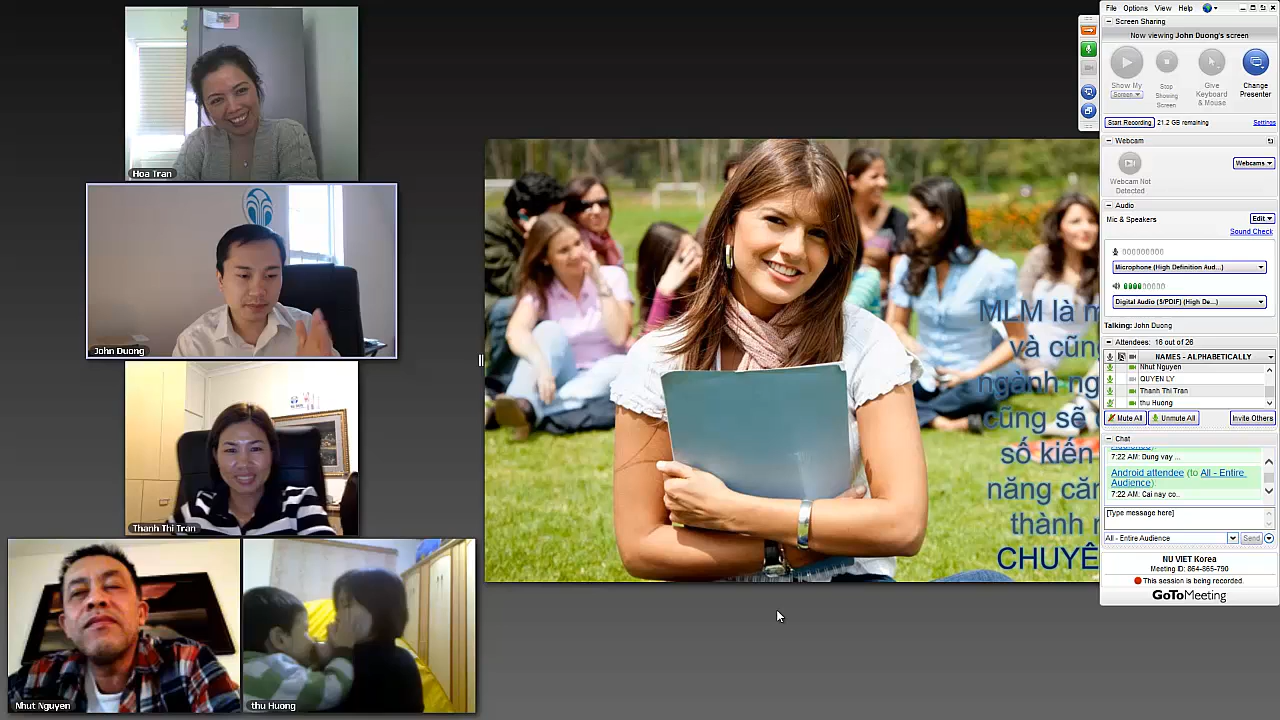 Hoa Tran
John Duong
Thanh Thi Tran
Nhut Nguyen
thu Huong
MLM là m
và cũn
ngành ng
cũng sẽ
số kiến
năng căn
thành
CHUYÊ
File Options View Help
Screen Sharing
Now viewing John Duong's screen
Show My
Screen
Stop
Showing
Screen
Give
Keyboard
& Mouse
Change
Presenter
Start Recording 21.2 GB remaining Settings
Webcam
Webcam Not
Detected
Webcams
Audio
Mic & Speakers Edit
Sound Check
Microphone (High Definition Aud...)
Digital Audio (S/PDIF) (High De...)
Talking: John Duong
Attendees: 16 out of 26
NAMES - ALPHABETICALLY
Nhut Nguyen
QUYEN LY
Thanh Thi Tran
thu Huong
Mute All Unmute All Invite Others
Chat
Audience)
7:22 AM: Dung vay ...
Android attendee (to All - Entire
Audience):
7:22 AM: Cai nay co..
[Type message here]
All - Entire Audience Send
NU VIET Korea
Meeting ID: 864-865-790
This session is being recorded.
GoToMeeting